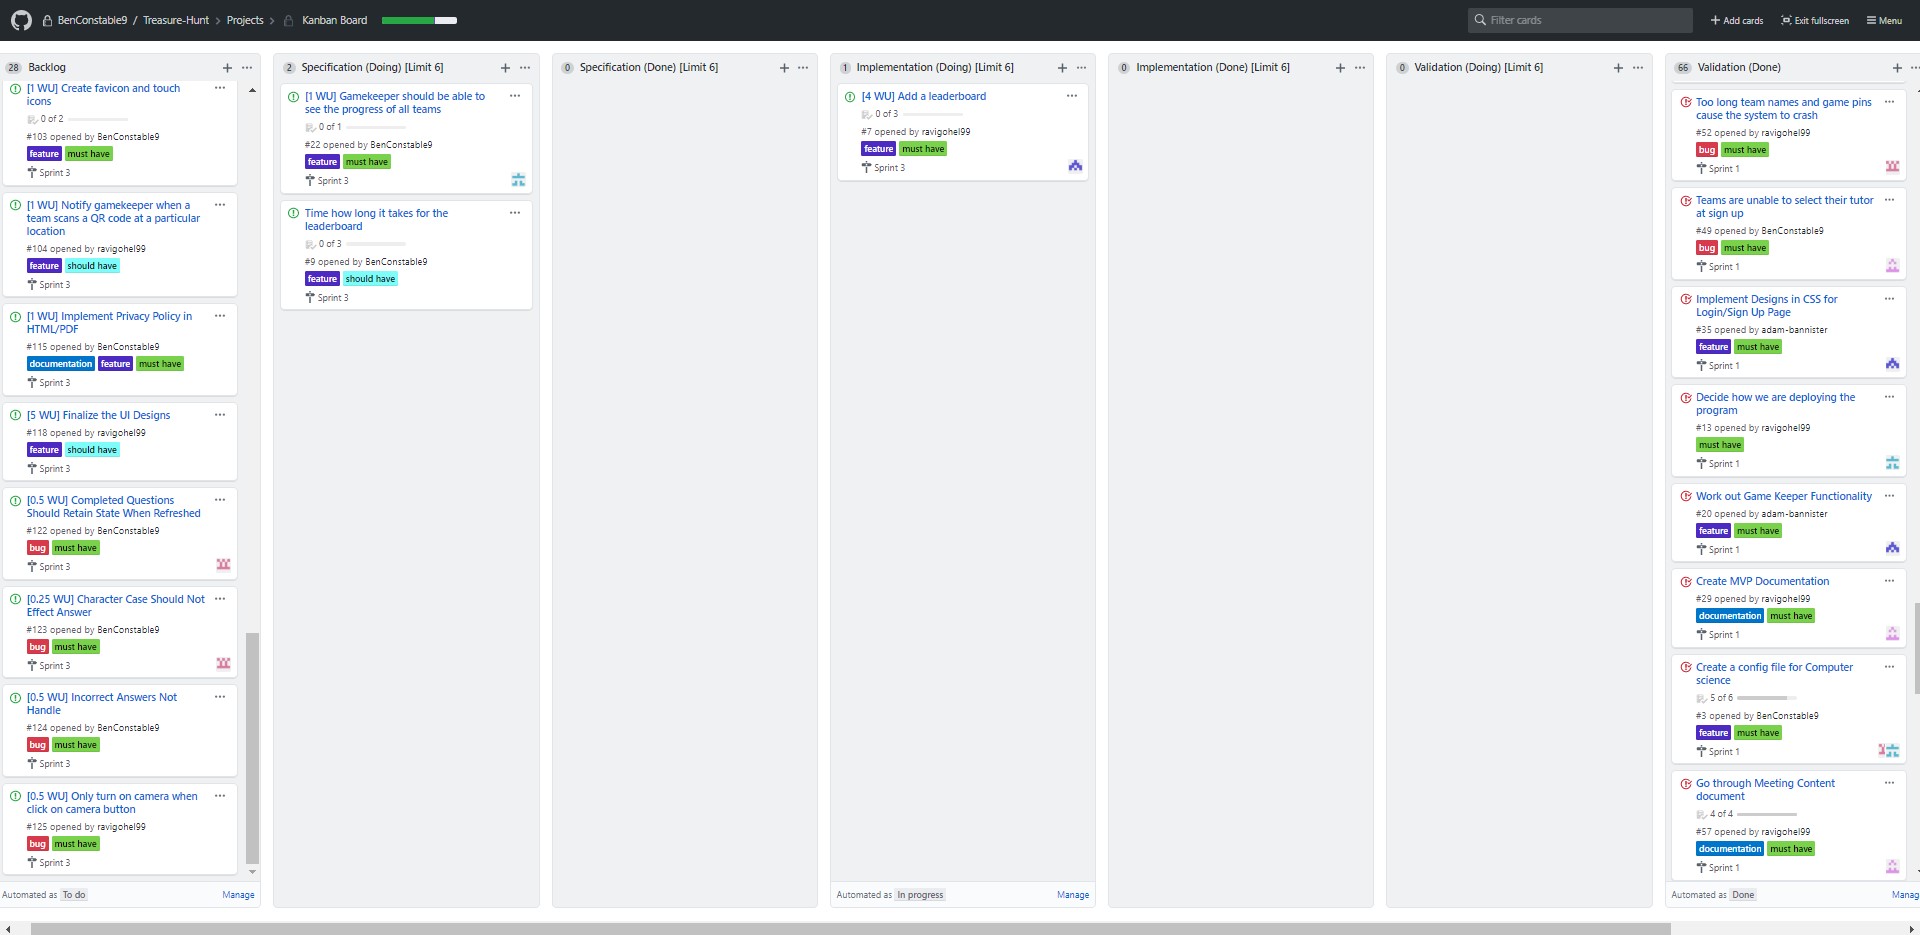 BenConstable9 / Treasure-Hunt Projects Kanban Board Filter cards Add cards Exit fullscreen Menu
28 Backlog
[1 WU] Create favicon and touch
icons
0 of 2
#103 opened by BenConstable9
feature must have
Sprint 3
[1 WU] Notify gamekeeper when a
team scans a QR code at a particular
location
#104 opened by ravigohel99
feature should have
Sprint 3
[1 WU] Implement Privacy Policy in
HTML/PDF
#115 opened by BenConstable9
documentation feature must have
Sprint 3
[5 WU] Finalize the UI Designs
#118 opened by ravigohel99
feature should have
Sprint 3
[0.5 WU] Completed Questions
Should Retain State When Refreshed
#122 opened by BenConstable9
bug must have
Sprint 3
[0.25 WU] Character Case Should Not
Effect Answer
#123 opened by BenConstable9
bug must have
Sprint 3
[0.5 WU] Incorrect Answers Not
Handle
#124 opened by BenConstable9
bug must have
Sprint 3
[0.5 WU] Only turn on camera when
click on camera button
#125 opened by ravigohel99
bug must have
Sprint 3
Automated as To do Manage
2 Specification (Doing) [Limit 6]
[1 WU] Gamekeeper should be able to
see the progress of all teams
0 of 1
#22 opened by BenConstable9
feature must have
Sprint 3
Time how long it takes for the
leaderboard
0 of 3
#9 opened by BenConstable9
feature should have
Sprint 3
0 Specification (Done) [Limit 6]
1 Implementation (Doing) [Limit 6]
[4 WU] Add a leaderboard
0 of 3
#7 opened by ravigohel99
feature must have
Sprint 3
Automated as In progress Manage
0 Implementation (Done) [Limit 6]
0 Validation (Doing) [Limit 6]
66 Validation (Done)
Too long team names and game pins
cause the system to crash
#52 opened by ravigohel99
bug must have
Sprint 1
Teams are unable to select their tutor
at sign up
#49 opened by BenConstable9
bug must have
Sprint 1
Implement Designs in CSS for
Login/Sign Up Page
#35 opened by adam-bannister
feature must have
Sprint 1
Decide how we are deploying the
program
#13 opened by ravigohel99
must have
Sprint 1
Work out Game Keeper Functionality
#20 opened by adam-bannister
feature must have
Sprint 1
Create MVP Documentation
#29 opened by ravigohel99
documentation must have
Sprint 1
Create a config file for Computer
science
5 of 6
#3 opened by BenConstable9
feature must have
Sprint 1
Go through Meeting Content
document
4 of 4
#57 opened by ravigohel99
documentation must have
Sprint 1
Automated as Done Manag